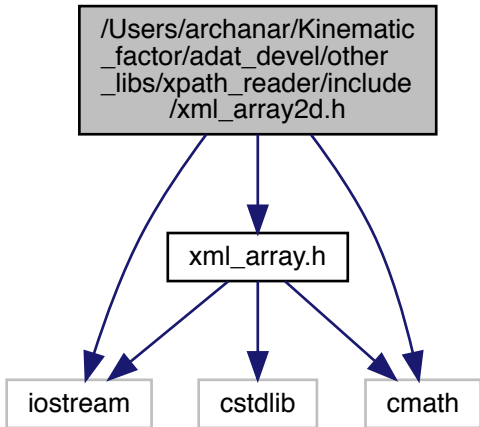 /Users/archanar/Kinematic
_factor/adat_devel/other
_libs/xpath_reader/include
/xml_array2d.h
xml_array.h
iostream
cstdlib
cmath